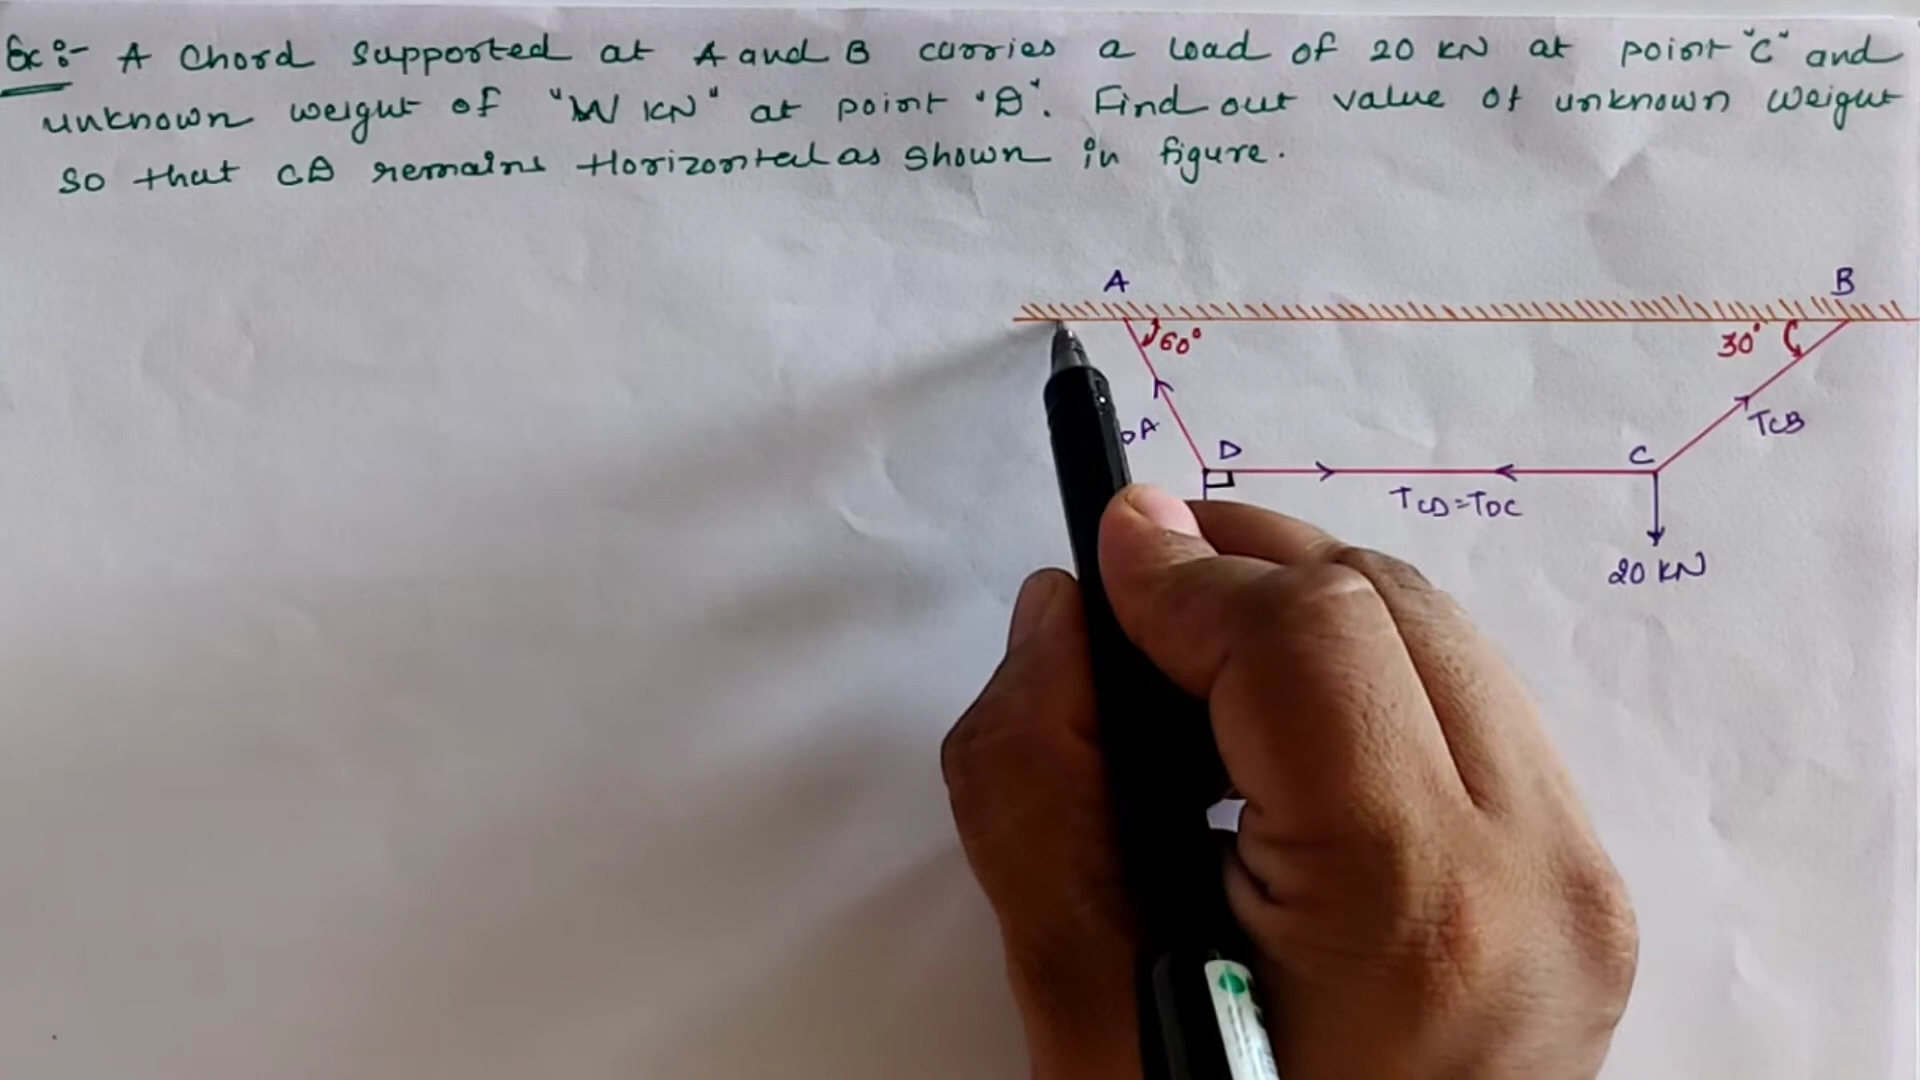 Ex:- A Chord supported at A and B carries a load of 20 KN at point "C" and
unknown weight of "W KN" at point "D". Find out value of unknown weight
so that CD remains Horizontal as shown in figure.
A
B
60°
30°
DA
TCB
D
C
TCD=TDC
20 KN